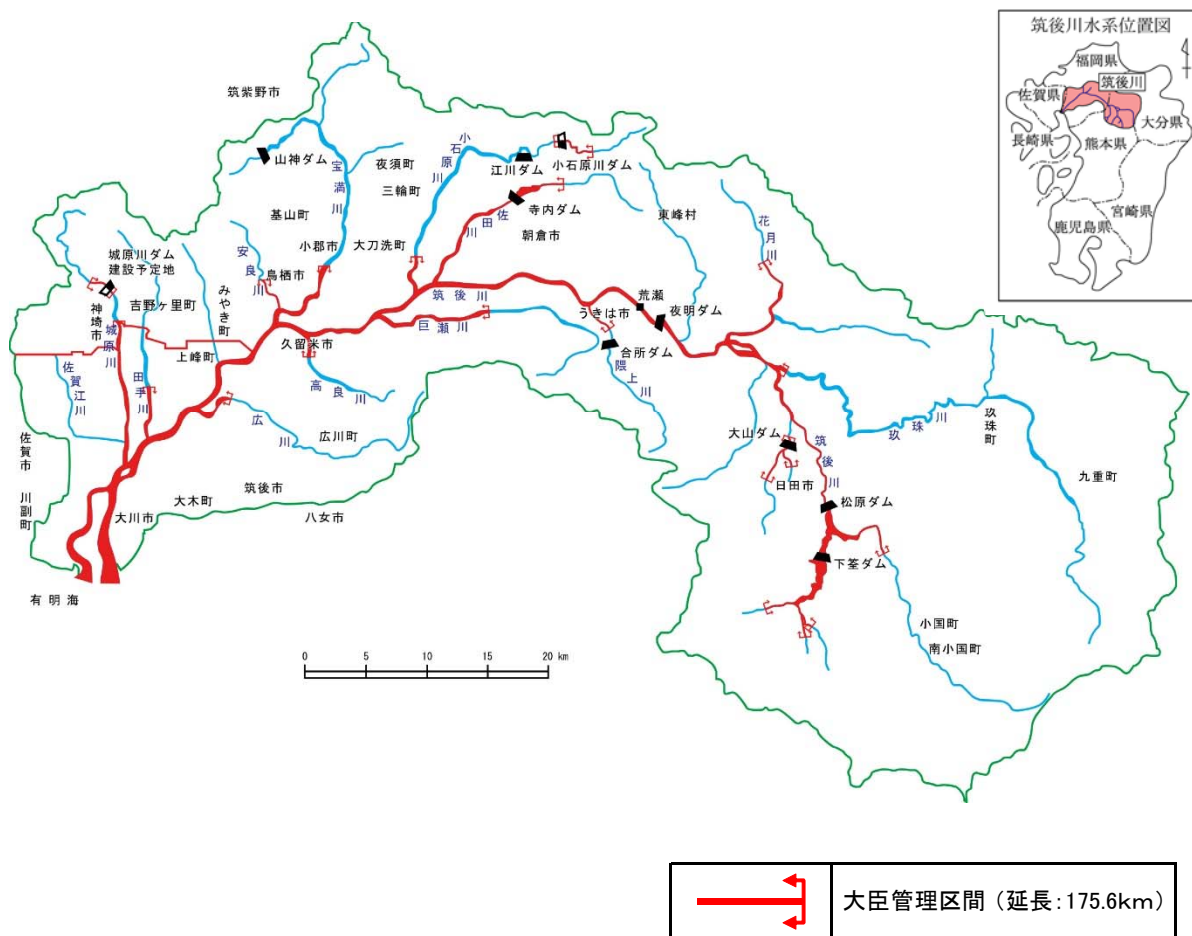 筑後川水系位置図
福岡県
筑後川
佐賀県
大分県
長崎県
熊本県
宮崎県
鹿児島県
筑紫野市
山神ダム
宝満川
夜須町
三輪町
小石原川
江川ダム
小石原川ダム
寺内ダム
佐田川
朝倉市
東峰村
花月川
基山町
小郡市
大刀洗町
安良川
鳥栖市
城原川ダム
建設予定地
吉野ヶ里町
みやき町
神埼市
城原川
上峰町
佐賀江川
田手川
久留米市
筑後川
巨瀬川
高良川
うきは市
荒瀬
夜明ダム
合所ダム
隈上川
広川
広川町
玖珠川
玖珠町
九重町
大山ダム
筑後川
日田市
松原ダム
下筌ダム
佐賀市
川副町
大川市
大木町
筑後市
八女市
有明海
小国町
南小国町
0 5 10 15 20 km
大臣管理区間(延長:175.6km)